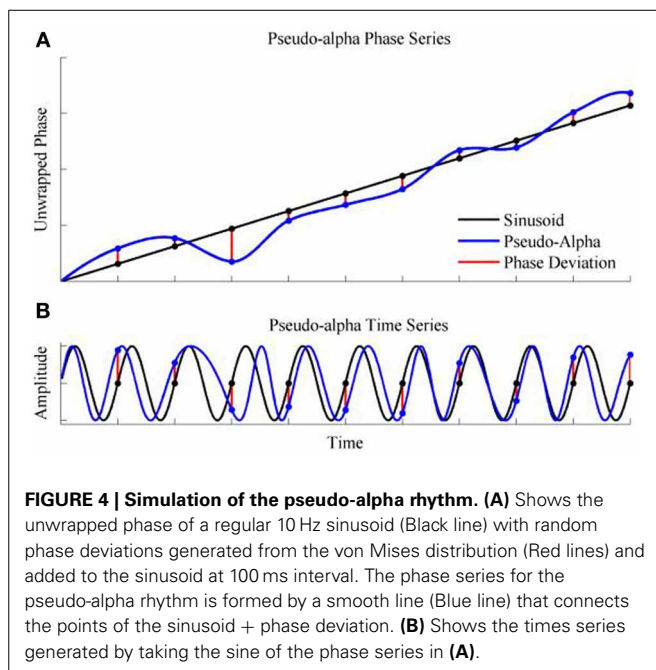 A
Pseudo-alpha Phase Series
Unwrapped Phase
Sinusoid
Pseudo-Alpha
Phase Deviation
B
Pseudo-alpha Time Series
Amplitude
Time
FIGURE 4 | Simulation of the pseudo-alpha rhythm. (A) Shows the
unwrapped phase of a regular 10 Hz sinusoid (Black line) with random
phase deviations generated from the von Mises distribution (Red lines) and
added to the sinusoid at 100 ms interval. The phase series for the
pseudo-alpha rhythm is formed by a smooth line (Blue line) that connects
the points of the sinusoid + phase deviation. (B) Shows the times series
generated by taking the sine of the phase series in (A).